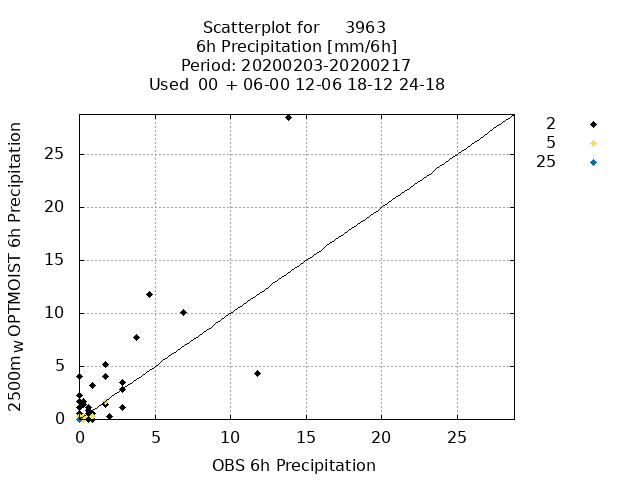 Scatterplot for 3963
6h Precipitation [mm/6h]
Period: 20200203-20200217
Used 00 + 06-00 12-06 18-12 24-18
2
5
25
2500m_w OPTMOIST 6h Precipitation
25
20
15
10
5
0
0 5 10 15 20 25
OBS 6h Precipitation